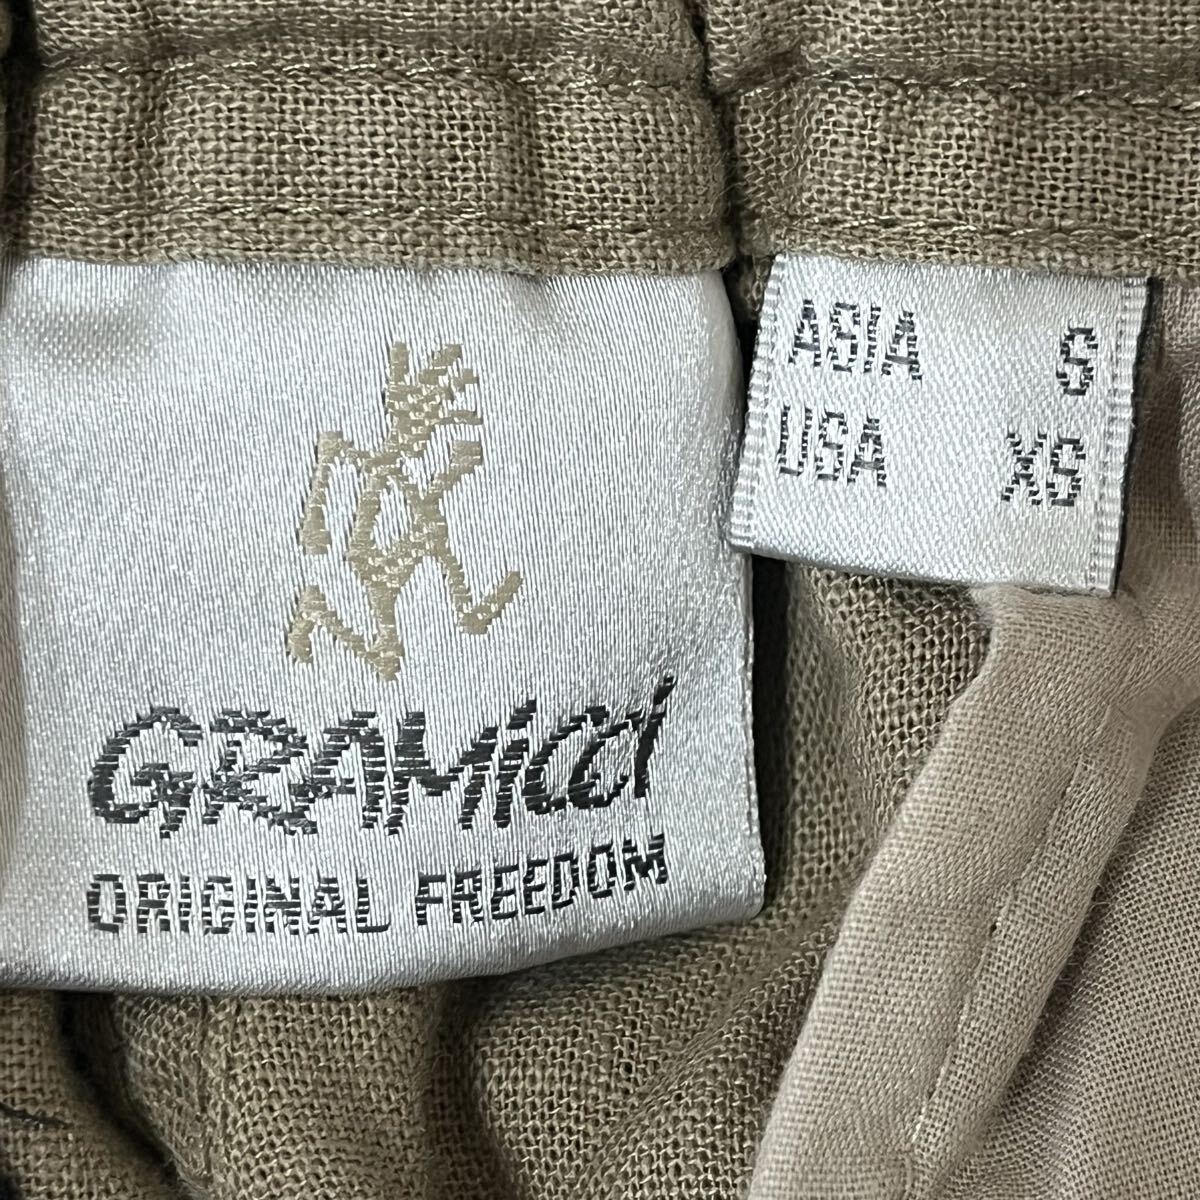 GRAMiCCi
ORIGINAL FREEDOM
ASIA S
USA XS